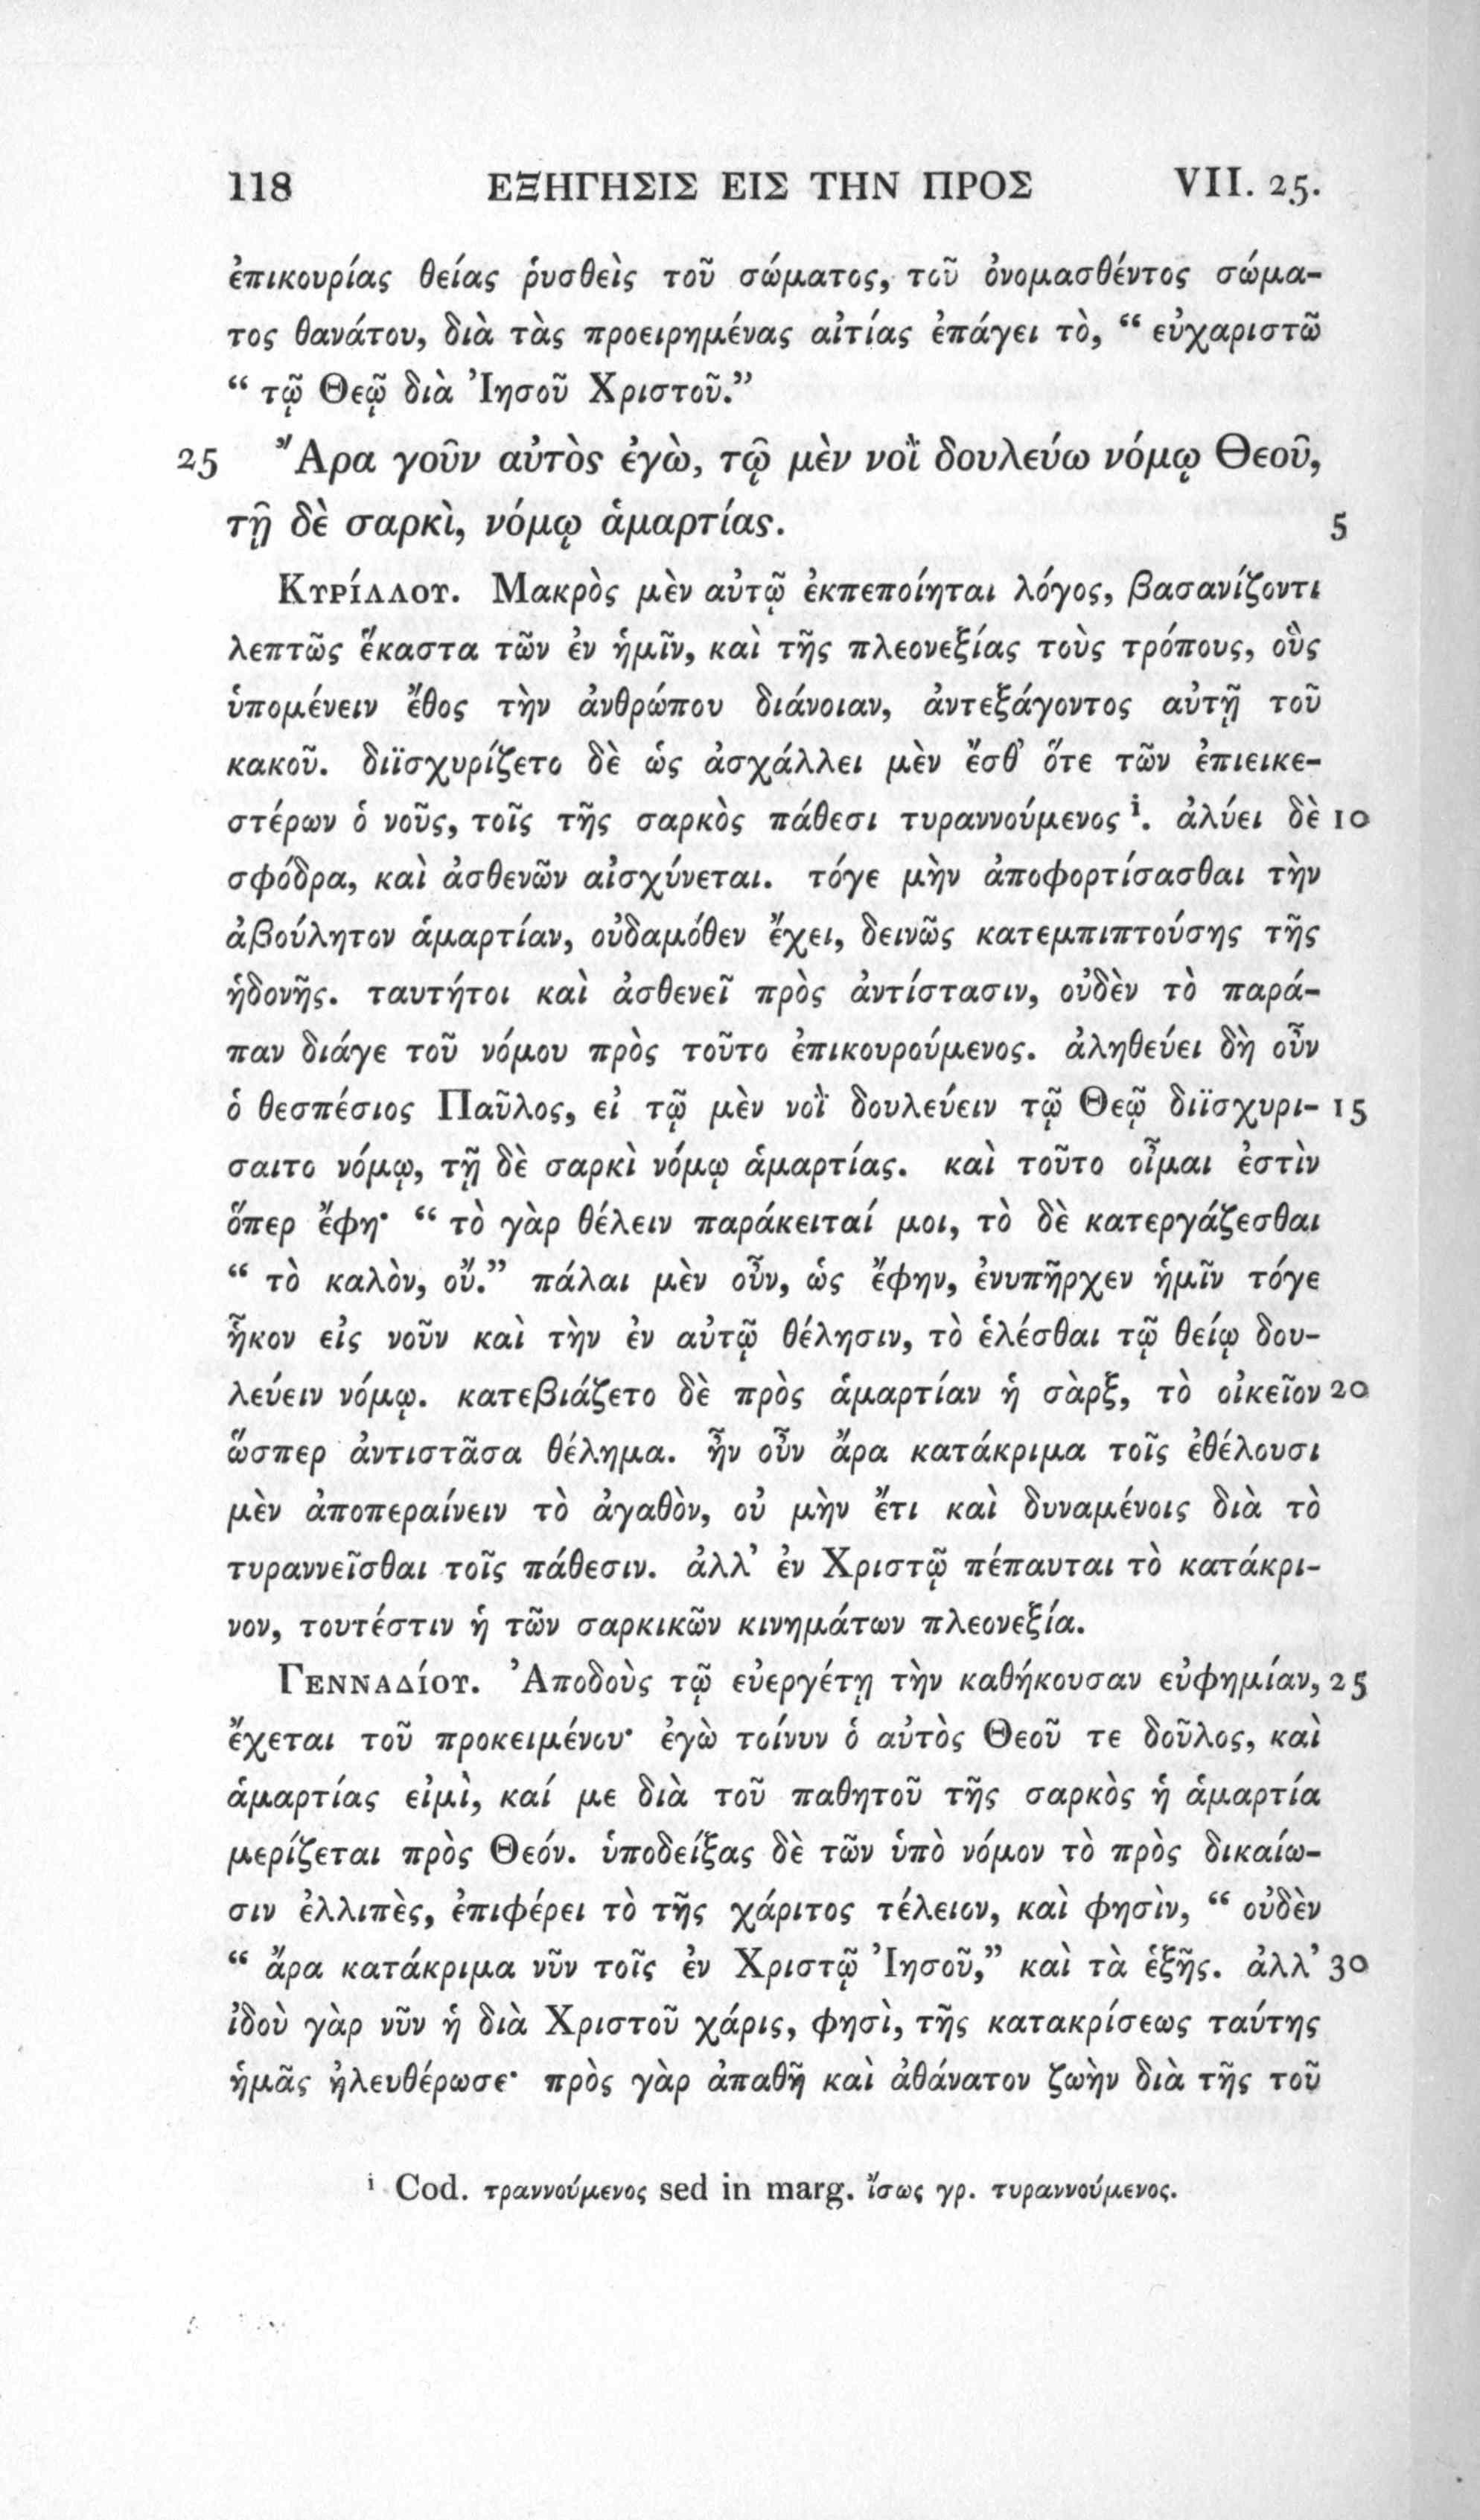 118 ΕΞΗΓΗΣΙΣ ΕΙΣ ΤΗΝ ΠΡΟΣ VII. 25.
ἐπικουρίας θείας ῥυσθεὶς τοῦ σώματος, τοῦ ὀνομασθέντος σώμα-
τος θανάτου, διὰ τὰς προειρημένας αἰτίας ἐπάγει τὸ, “ εὐχαριστῶ
“ τῷ Θεῷ διὰ Ἰησοῦ Χριστοῦ.”
25 Ἄρα γοῦν αὐτὸς ἐγὼ, τῷ μὲν νοῒ δουλεύω νόμῳ Θεοῦ,
τῇ δὲ σαρκὶ, νόμῳ ἁμαρτίας. 5
Κυρίλλου. Μακρὸς μὲν αὐτῷ ἐκπεποίηται λόγος, βασανίζοντι
λεπτῶς ἕκαστα τῶν ἐν ἡμῖν, καὶ τῆς πλεονεξίας τοὺς τρόπους, οὓς
ὑπομένειν ἔθος τὴν ἀνθρώπου διάνοιαν, ἀντεξάγοντος αὐτῇ τοῦ
κακοῦ. διϊσχυρίζετο δὲ ὡς ἀσχάλλει μὲν ἔσθ’ ὅτε τῶν ἐπιεικε-
στέρων ὁ νοῦς, τοῖς τῆς σαρκὸς πάθεσι τυραννούμενος i. ἀλύει δὲ 10
σφόδρα, καὶ ἀσθενῶν αἰσχύνεται. τόγε μὴν ἀποφορτίσασθαι τὴν
ἀβούλητον ἁμαρτίαν, οὐδαμόθεν ἔχει, δεινῶς κατεμπιπτούσης τῆς
ἡδονῆς. ταυτήτοι καὶ ἀσθενεῖ πρὸς ἀντίστασιν, οὐδὲν τὸ παρά-
παν διάγε τοῦ νόμου πρὸς τοῦτο ἐπικουρούμενος. ἀληθεύει δὴ οὖν
ὁ θεσπέσιος Παῦλος, εἰ τῷ μὲν νοῒ δουλεύειν τῷ Θεῷ διϊσχυρι- 15
σαιτο νόμῳ, τῇ δὲ σαρκὶ νόμῳ ἁμαρτίας. καὶ τοῦτο οἶμαι ἐστὶν
ὅπερ ἔφη· “ τὸ γὰρ θέλειν παράκειταί μοι, τὸ δὲ κατεργάζεσθαι
“ τὸ καλὸν, οὔ.” πάλαι μὲν οὖν, ὡς ἔφην, ἐνυπῆρχεν ἡμῖν τόγε
ἧκον εἰς νοῦν καὶ τὴν ἐν αὐτῷ θέλησιν, τὸ ἑλέσθαι τῷ θείῳ δου-
λεύειν νόμῳ. κατεβιάζετο δὲ πρὸς ἁμαρτίαν ἡ σὰρξ, τὸ οἰκεῖον 20
ὥσπερ ἀντιστᾶσα θέλημα. ἦν οὖν ἄρα κατάκριμα τοῖς ἐθέλουσι
μὲν ἀποπεραίνειν τὸ ἀγαθὸν, οὐ μὴν ἔτι καὶ δυναμένοις διὰ τὸ
τυραννεῖσθαι τοῖς πάθεσιν. ἀλλ’ ἐν Χριστῷ πέπαυται τὸ κατάκρι-
νον, τουτέστιν ἡ τῶν σαρκικῶν κινημάτων πλεονεξία.
Γενναδίου. Ἀποδοὺς τῷ εὐεργέτῃ τὴν καθήκουσαν εὐφημίαν, 25
ἔχεται τοῦ προκειμένου· ἐγὼ τοίνυν ὁ αὐτὸς Θεοῦ τε δοῦλος, καὶ
ἁμαρτίας εἰμὶ, καί με διὰ τοῦ παθητοῦ τῆς σαρκὸς ἡ ἁμαρτία
μερίζεται πρὸς Θεόν. ὑποδείξας δὲ τῶν ὑπὸ νόμον τὸ πρὸς δικαίω-
σιν ἐλλιπὲς, ἐπιφέρει τὸ τῆς χάριτος τέλειον, καὶ φησὶν, “ οὐδὲν
“ ἄρα κατάκριμα νῦν τοῖς ἐν Χριστῷ Ἰησοῦ,” καὶ τὰ ἑξῆς. ἀλλ’ 30
ἰδοὺ γὰρ νῦν ἡ διὰ Χριστοῦ χάρις, φησὶ, τῆς κατακρίσεως ταύτης
ἡμᾶς ἠλευθέρωσε· πρὸς γὰρ ἀπαθῆ καὶ ἀθάνατον ζωὴν διὰ τῆς τοῦ
i Cod. τραννούμενος sed in marg. ἴσως γρ. τυραννούμενος.